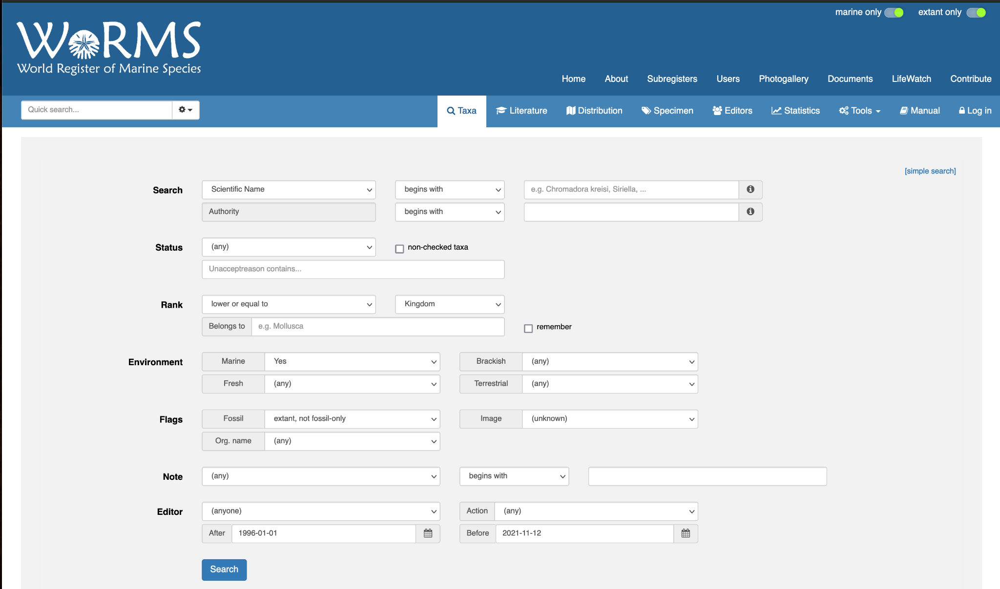 marine only extant only
WoRMS
World Register of Marine Species
Home About Subregisters Users Photogallery Documents LifeWatch Contribute
Quick search... Taxa Literature Distribution Specimen Editors Statistics Tools Manual Log in
[simple search]
Search Scientific Name begins with e.g. Chromadora kreisi, Siriella, ...
Authority begins with
Status (any) non-checked taxa
Unacceptreason contains...
Rank lower or equal to Kingdom
Belongs to e.g. Mollusca remember
Environment Marine Yes Brackish (any)
Fresh (any) Terrestrial (any)
Flags Fossil extant, not fossil-only Image (unknown)
Org. name (any)
Note (any) begins with
Editor (anyone) Action (any)
After 1996-01-01 Before 2021-11-12
Search